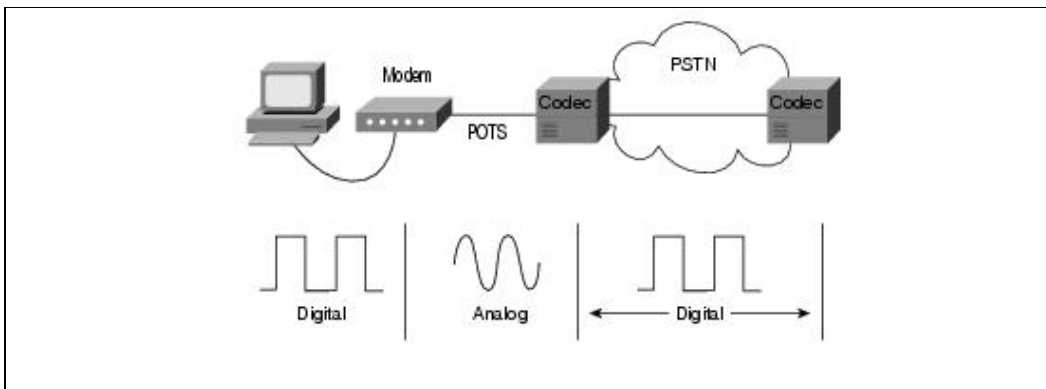 PSTN
Modem
Codec
Codec
POTS
Digital
Analog
Digital